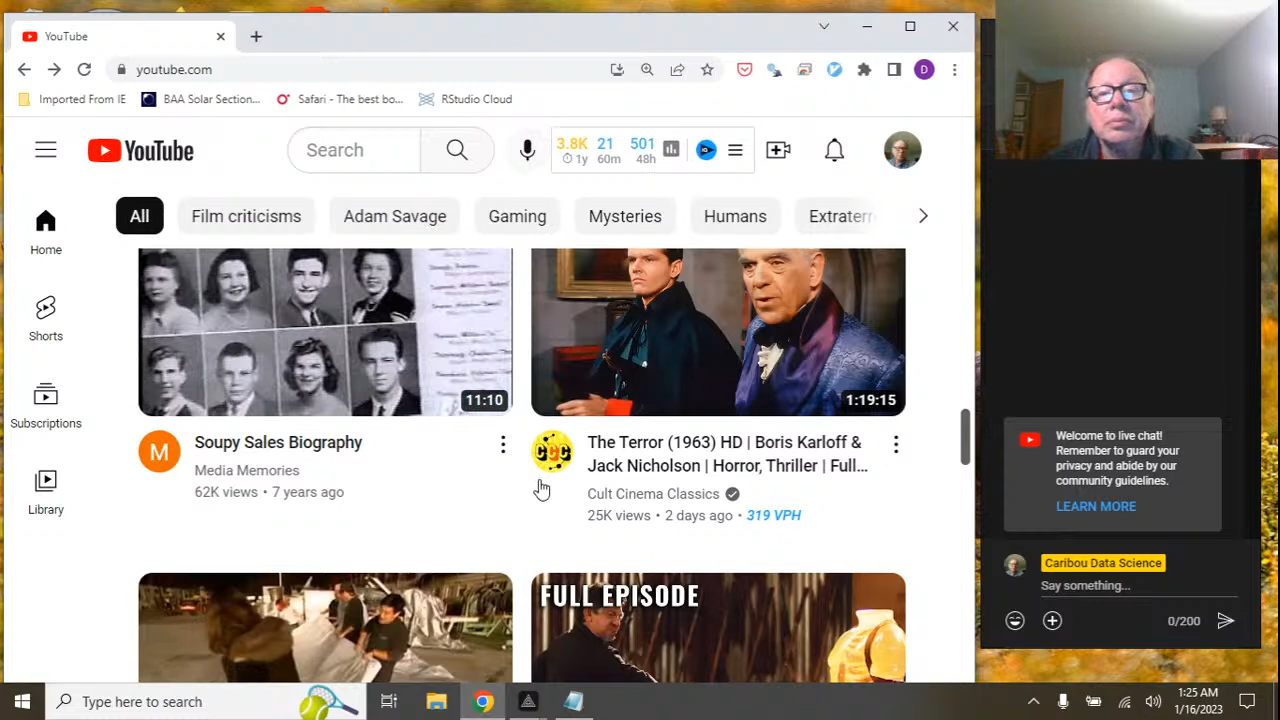 YouTube
youtube.com
Imported From IE
BAA Solar Section...
Safari - The best bo...
RStudio Cloud
YouTube
Search
3.8K 21 501
1y 60m 48h
All
Film criticisms
Adam Savage
Gaming
Mysteries
Humans
Extraterr
Home
Shorts
Subscriptions
Library
11:10
M
Soupy Sales Biography
Media Memories
62K views • 7 years ago
1:19:15
CCC
The Terror (1963) HD | Boris Karloff &
Jack Nicholson | Horror, Thriller | Full...
Cult Cinema Classics
25K views • 2 days ago • 319 VPH
FULL EPISODE
Welcome to live chat!
Remember to guard your
privacy and abide by our
community guidelines.
LEARN MORE
Caribou Data Science
Say something...
0/200
D
Type here to search
1:25 AM
1/16/2023